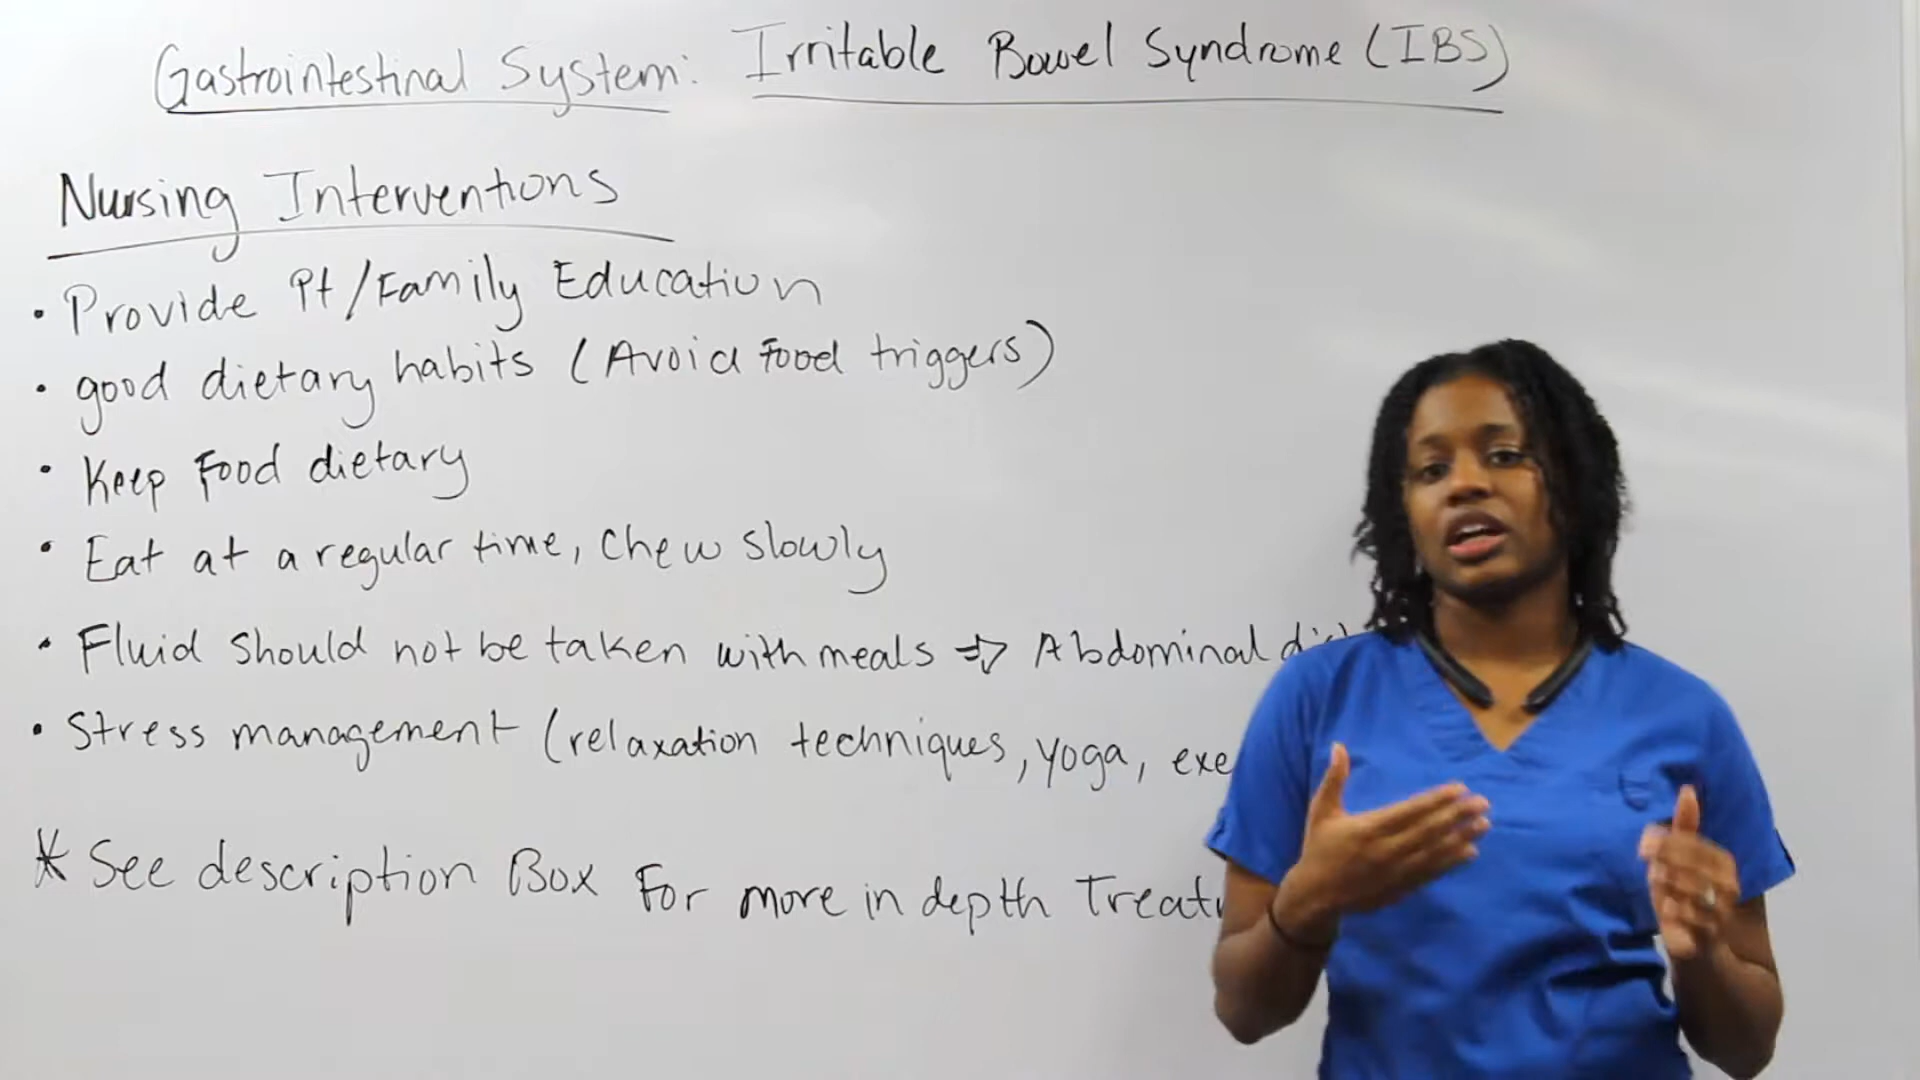 Gastrointestinal System: Irritable Bowel Syndrome (IBS)
Nursing Interventions
• Provide Pt/Family Education
• good dietary habits (Avoid Food triggers)
• Keep Food dietary
• Eat at a regular time, chew slowly
• Fluid should not be taken with meals ⇒ Abdominal
• Stress management (relaxation techniques, yoga,
* See description Box For more in depth